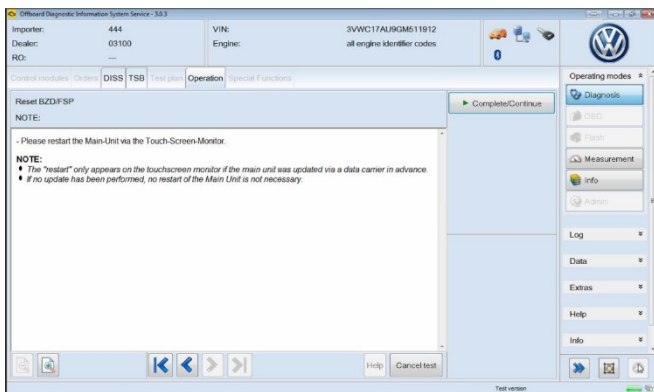 Offboard Diagnostic Information System Service - 3.0.3
Importer: 444
Dealer: 03100
RO: ---
VIN: 3VWC17AU9GM511912
Engine: all engine identifier codes
0
Control modules Orders DISS TSB Test plan Operation Special Functions
Reset BZD/FSP
NOTE:
- Please restart the Main-Unit via the Touch-Screen-Monitor.
NOTE:
The "restart" only appears on the touchscreen monitor if the main unit was updated via a data carrier in advance.
If no update has been performed, no restart of the Main Unit is not necessary.
Complete/Continue
Help
Cancel test
Operating modes
Diagnosis
OBD
Flash
Measurement
Info
Admin
Log
Data
Extras
Help
Info
Test version